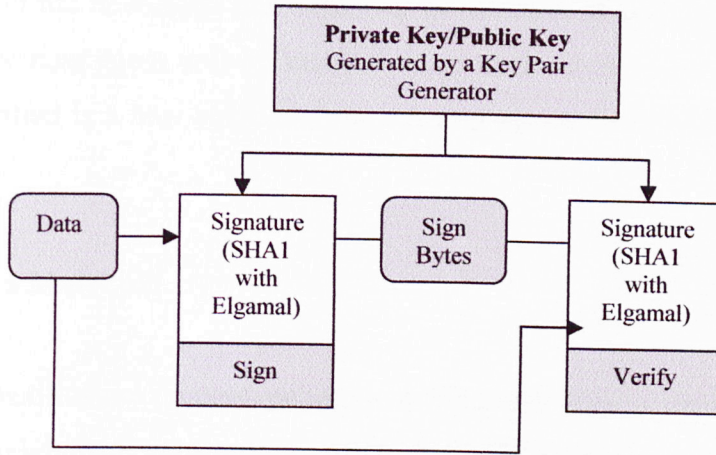 Private Key/Public Key
Generated by a Key Pair
Generator
Data
Signature
(SHA1
with
Elgamal)
Sign
Sign
Bytes
Signature
(SHA1
with
Elgamal)
Verify